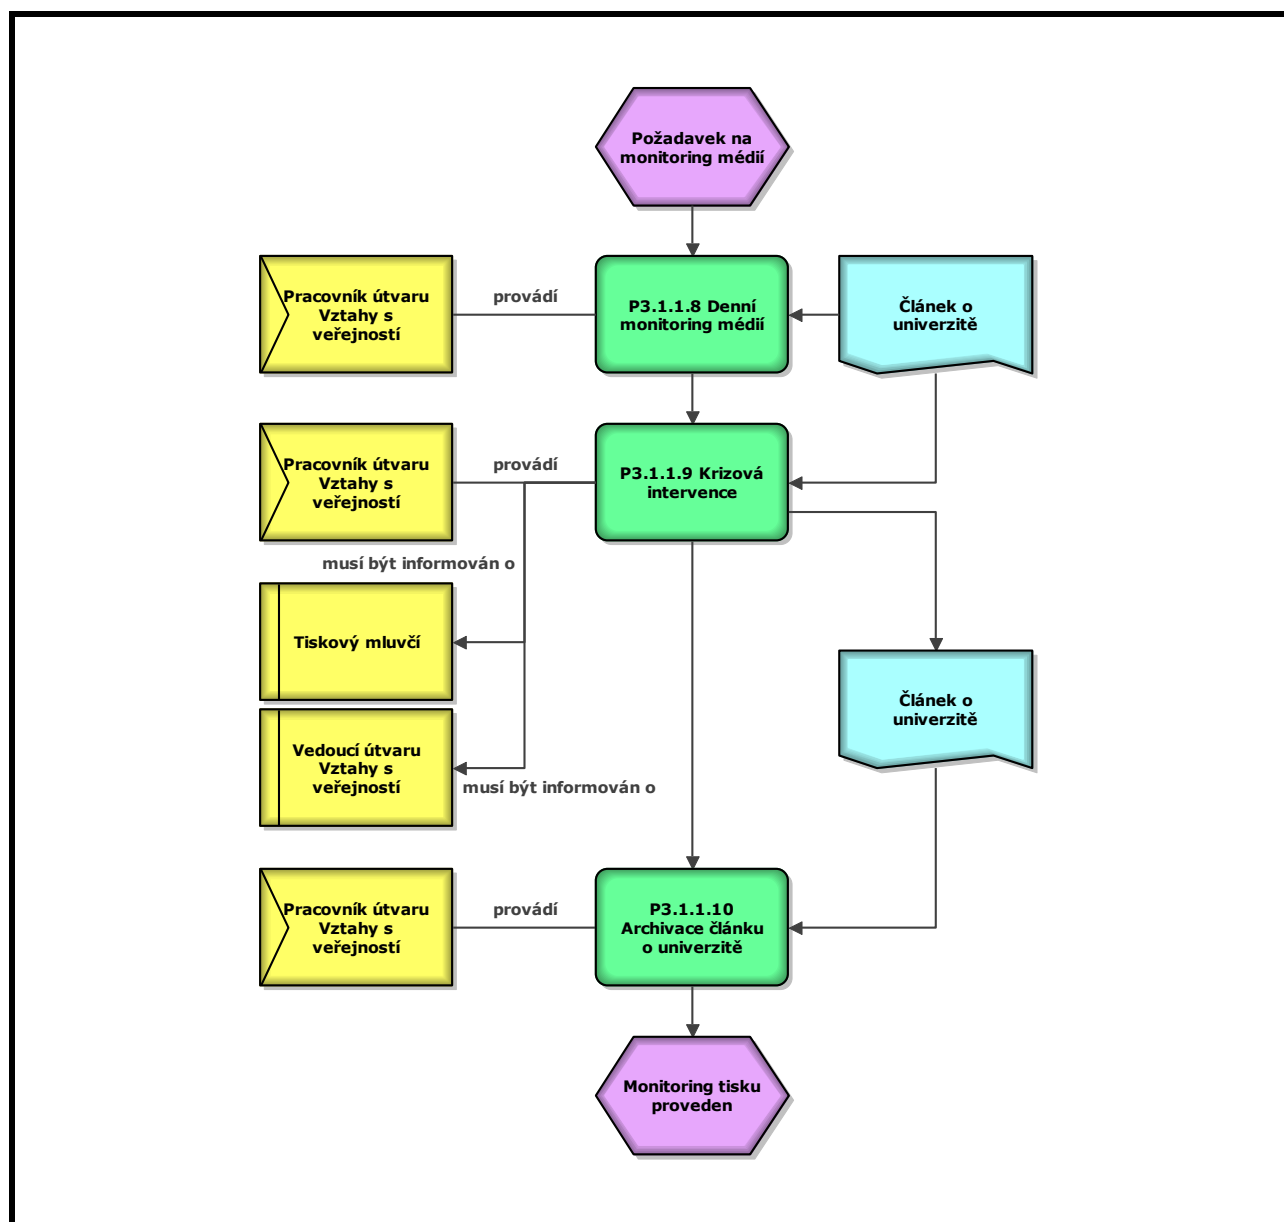 Požadavek na
monitoring médií
Pracovník útvaru
Vztahy s
veřejností
provádí
P3.1.1.8 Denní
monitoring médií
Článek o
univerzitě
Pracovník útvaru
Vztahy s
veřejností
provádí
P3.1.1.9 Krizová
intervence
musí být informován o
Tiskový mluvčí
Článek o
univerzitě
Vedoucí útvaru
Vztahy s
veřejností
musí být informován o
Pracovník útvaru
Vztahy s
veřejností
provádí
P3.1.1.10
Archivace článku
o univerzitě
Monitoring tisku
proveden